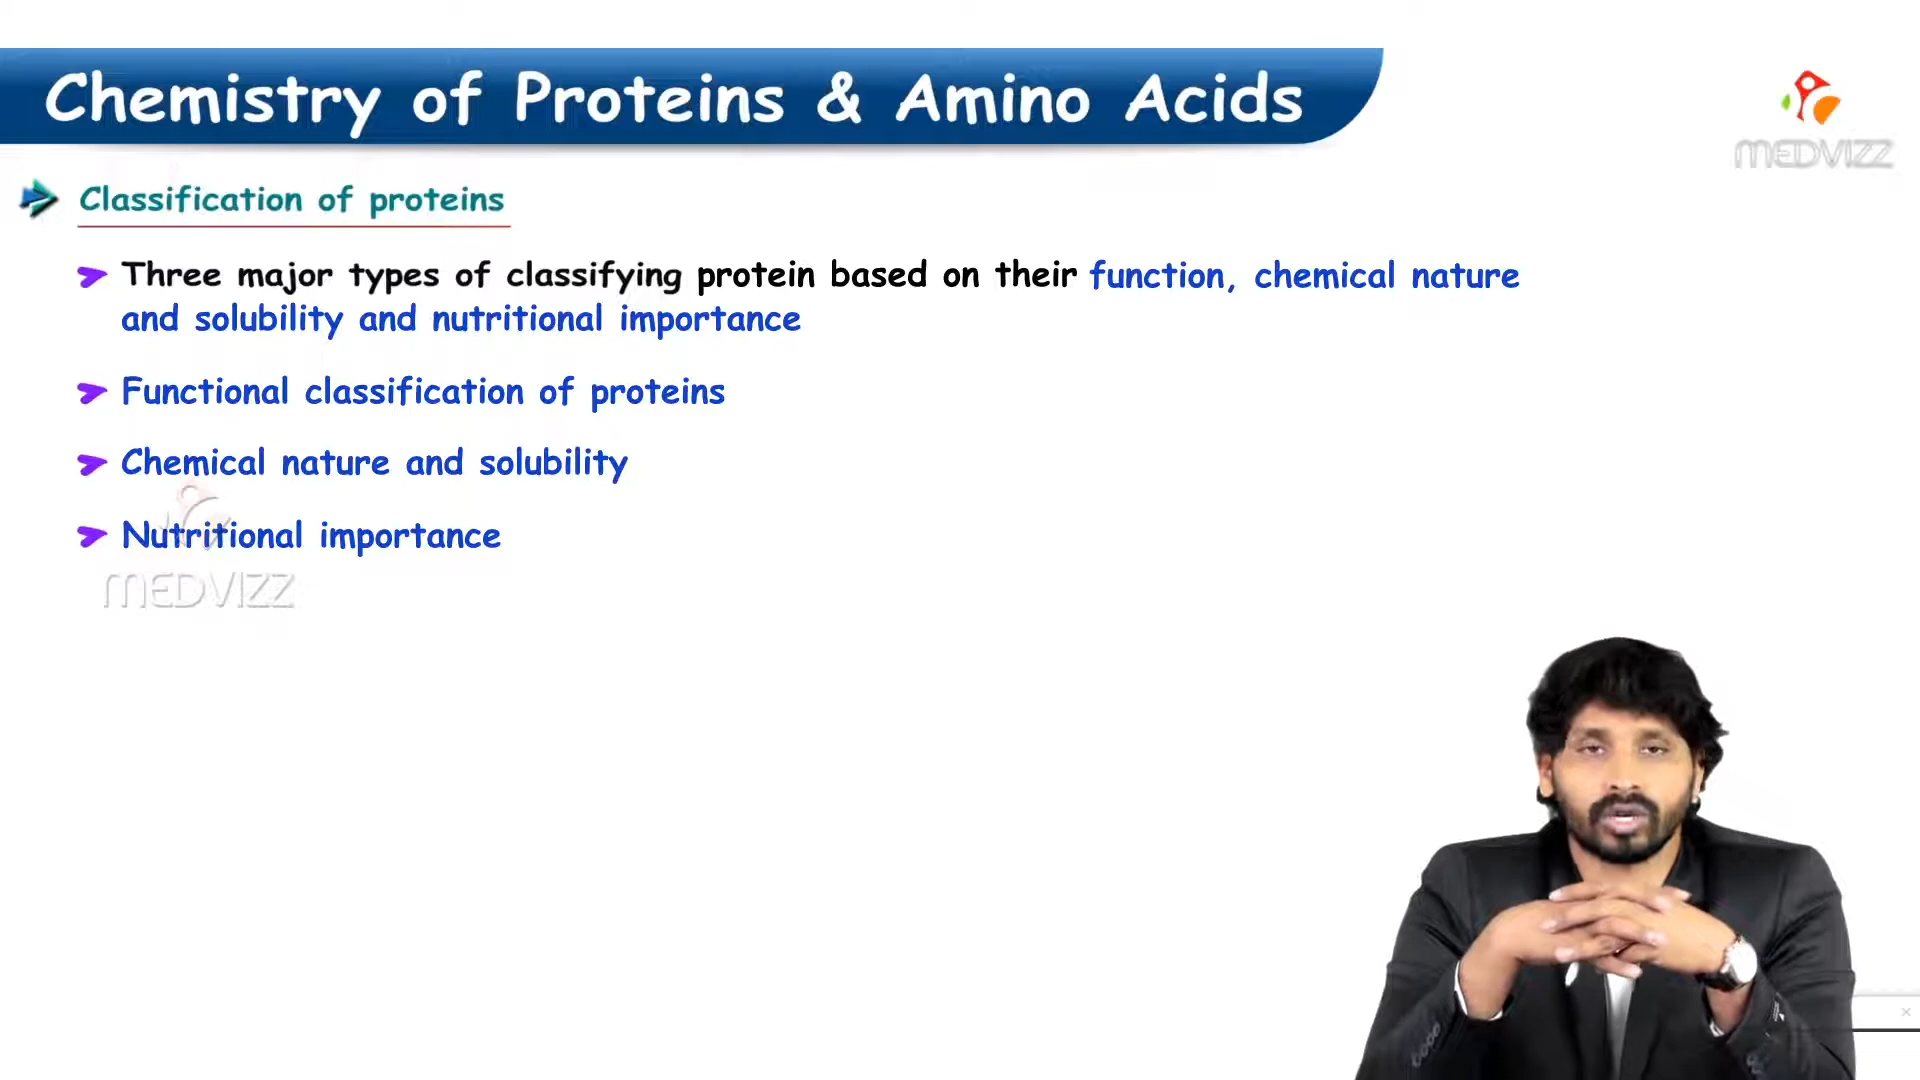 Chemistry of Proteins & Amino Acids
MEDVIZZ
Classification of proteins
Three major types of classifying protein based on their function, chemical nature
and solubility and nutritional importance
Functional classification of proteins
Chemical nature and solubility
Nutritional importance
MEDVIZZ